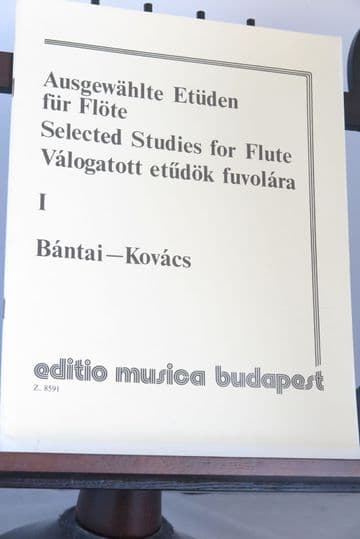 Ausgewählte Etüden
für Flöte
Selected Studies for Flute
Válogatott etűdök fuvolára
I
Bántai—Kovács
editio musica budapest
Z. 8591